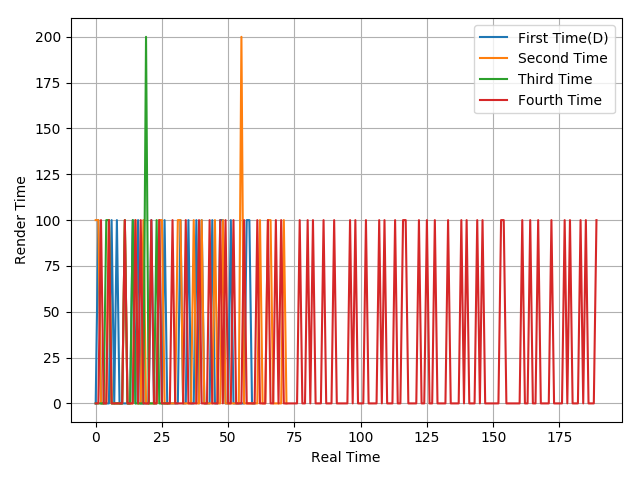 First Time(D)
Second Time
Third Time
Fourth Time
200
175
150
125
100
75
50
25
0
Render Time
0 25 50 75 100 125 150 175
Real Time